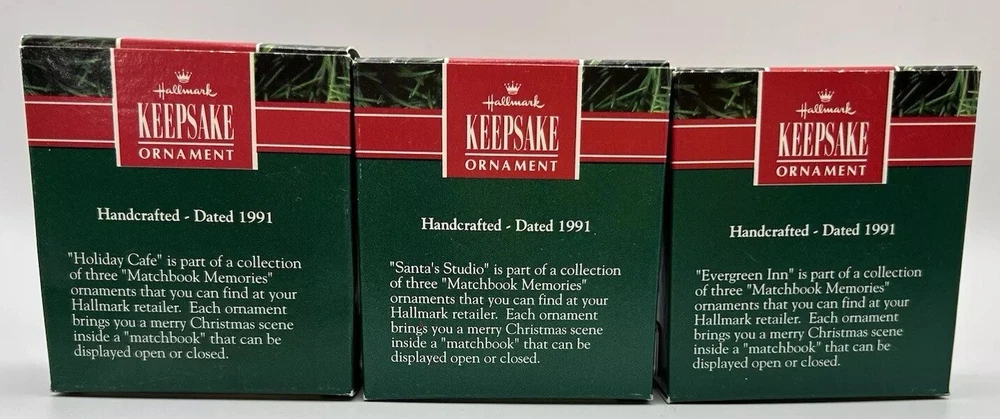 Hallmark
KEEPSAKE
ORNAMENT
Handcrafted - Dated 1991
"Holiday Cafe" is part of a collection
of three "Matchbook Memories"
ornaments that you can find at your
Hallmark retailer. Each ornament
brings you a merry Christmas scene
inside a "matchbook" that can be
displayed open or closed.
Hallmark
KEEPSAKE
ORNAMENT
Handcrafted - Dated 1991
"Santa's Studio" is part of a collection
of three "Matchbook Memories"
ornaments that you can find at your
Hallmark retailer. Each ornament
brings you a merry Christmas scene
inside a "matchbook" that can be
displayed open or closed.
Hallmark
KEEPSAKE
ORNAMENT
Handcrafted - Dated 1991
"Evergreen Inn" is part of a collection
of three "Matchbook Memories"
ornaments that you can find at your
Hallmark retailer. Each ornament
brings you a merry Christmas scene
inside a "matchbook" that can be
displayed open or closed.